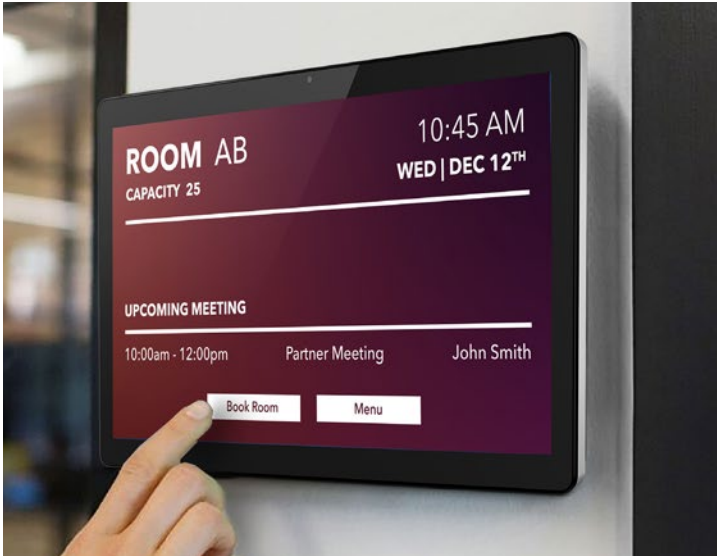 ROOM AB
10:45 AM
CAPACITY 25
WED | DEC 12TH
UPCOMING MEETING
10:00am - 12:00pm Partner Meeting John Smith
Book Room Menu